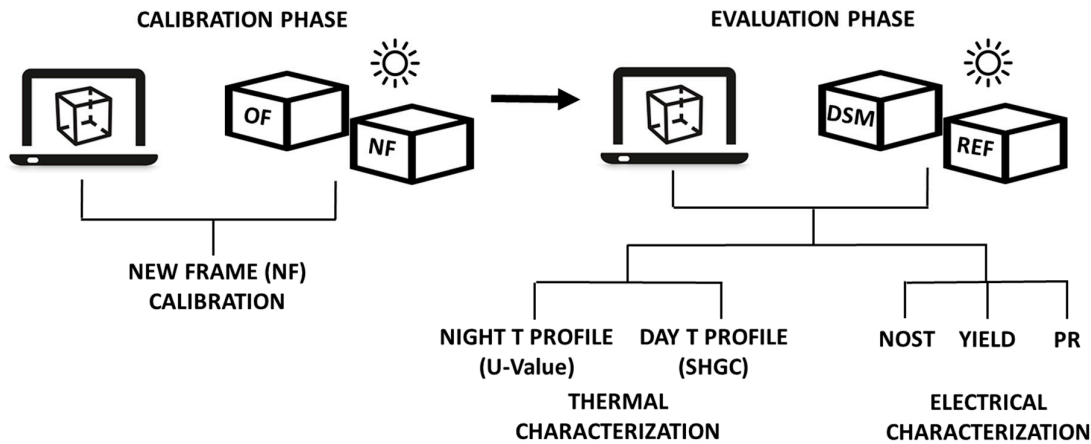 CALIBRATION PHASE
EVALUATION PHASE
OF
NF
DSM
REF
NEW FRAME (NF)
CALIBRATION
NIGHT T PROFILE
(U-Value)
DAY T PROFILE
(SHGC)
NOST
YIELD
PR
THERMAL
CHARACTERIZATION
ELECTRICAL
CHARACTERIZATION